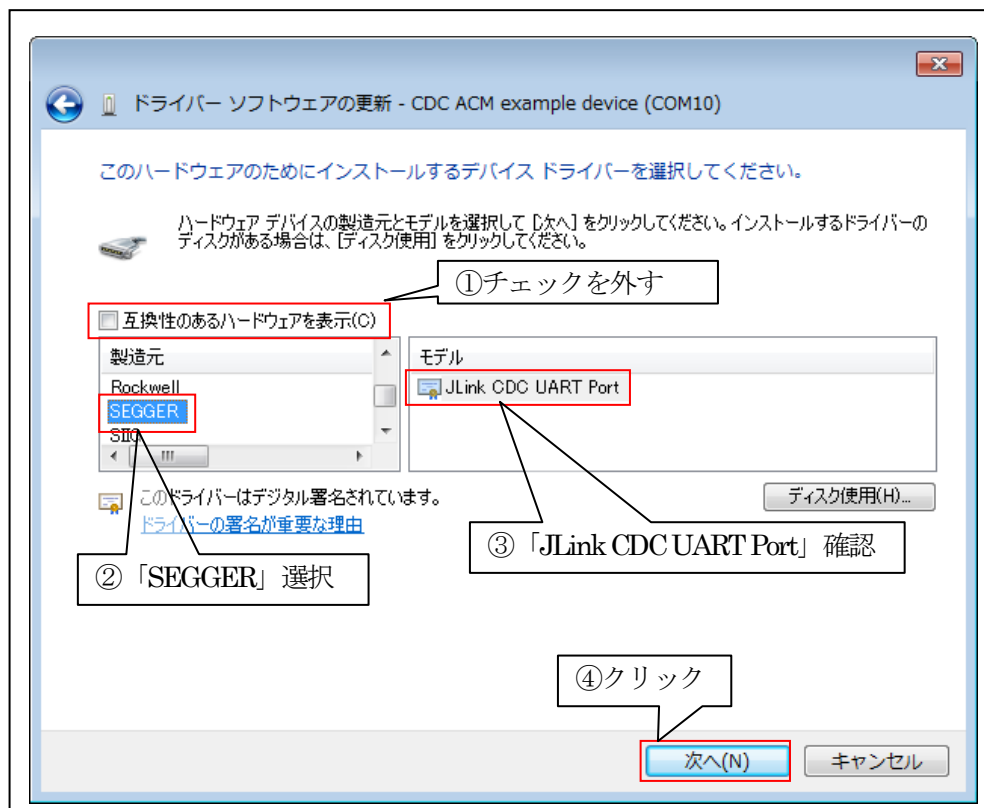 ドライバー ソフトウェアの更新 - CDC ACM example device (COM10)
このハードウェアのためにインストールするデバイス ドライバーを選択してください。
ハードウェア デバイスの製造元とモデルを選択して [次へ] をクリックしてください。インストールするドライバーの
ディスクがある場合は、[ディスク使用] をクリックしてください。
①チェックを外す
互換性のあるハードウェアを表示(C)
製造元
モデル
Rockwell
JLink CDC UART Port
SEGGER
SIIG
このドライバーはデジタル署名されています。
ディスク使用(H)...
ドライバーの署名が重要な理由
③「JLink CDC UART Port」確認
②「SEGGER」選択
④クリック
次へ(N)
キャンセル